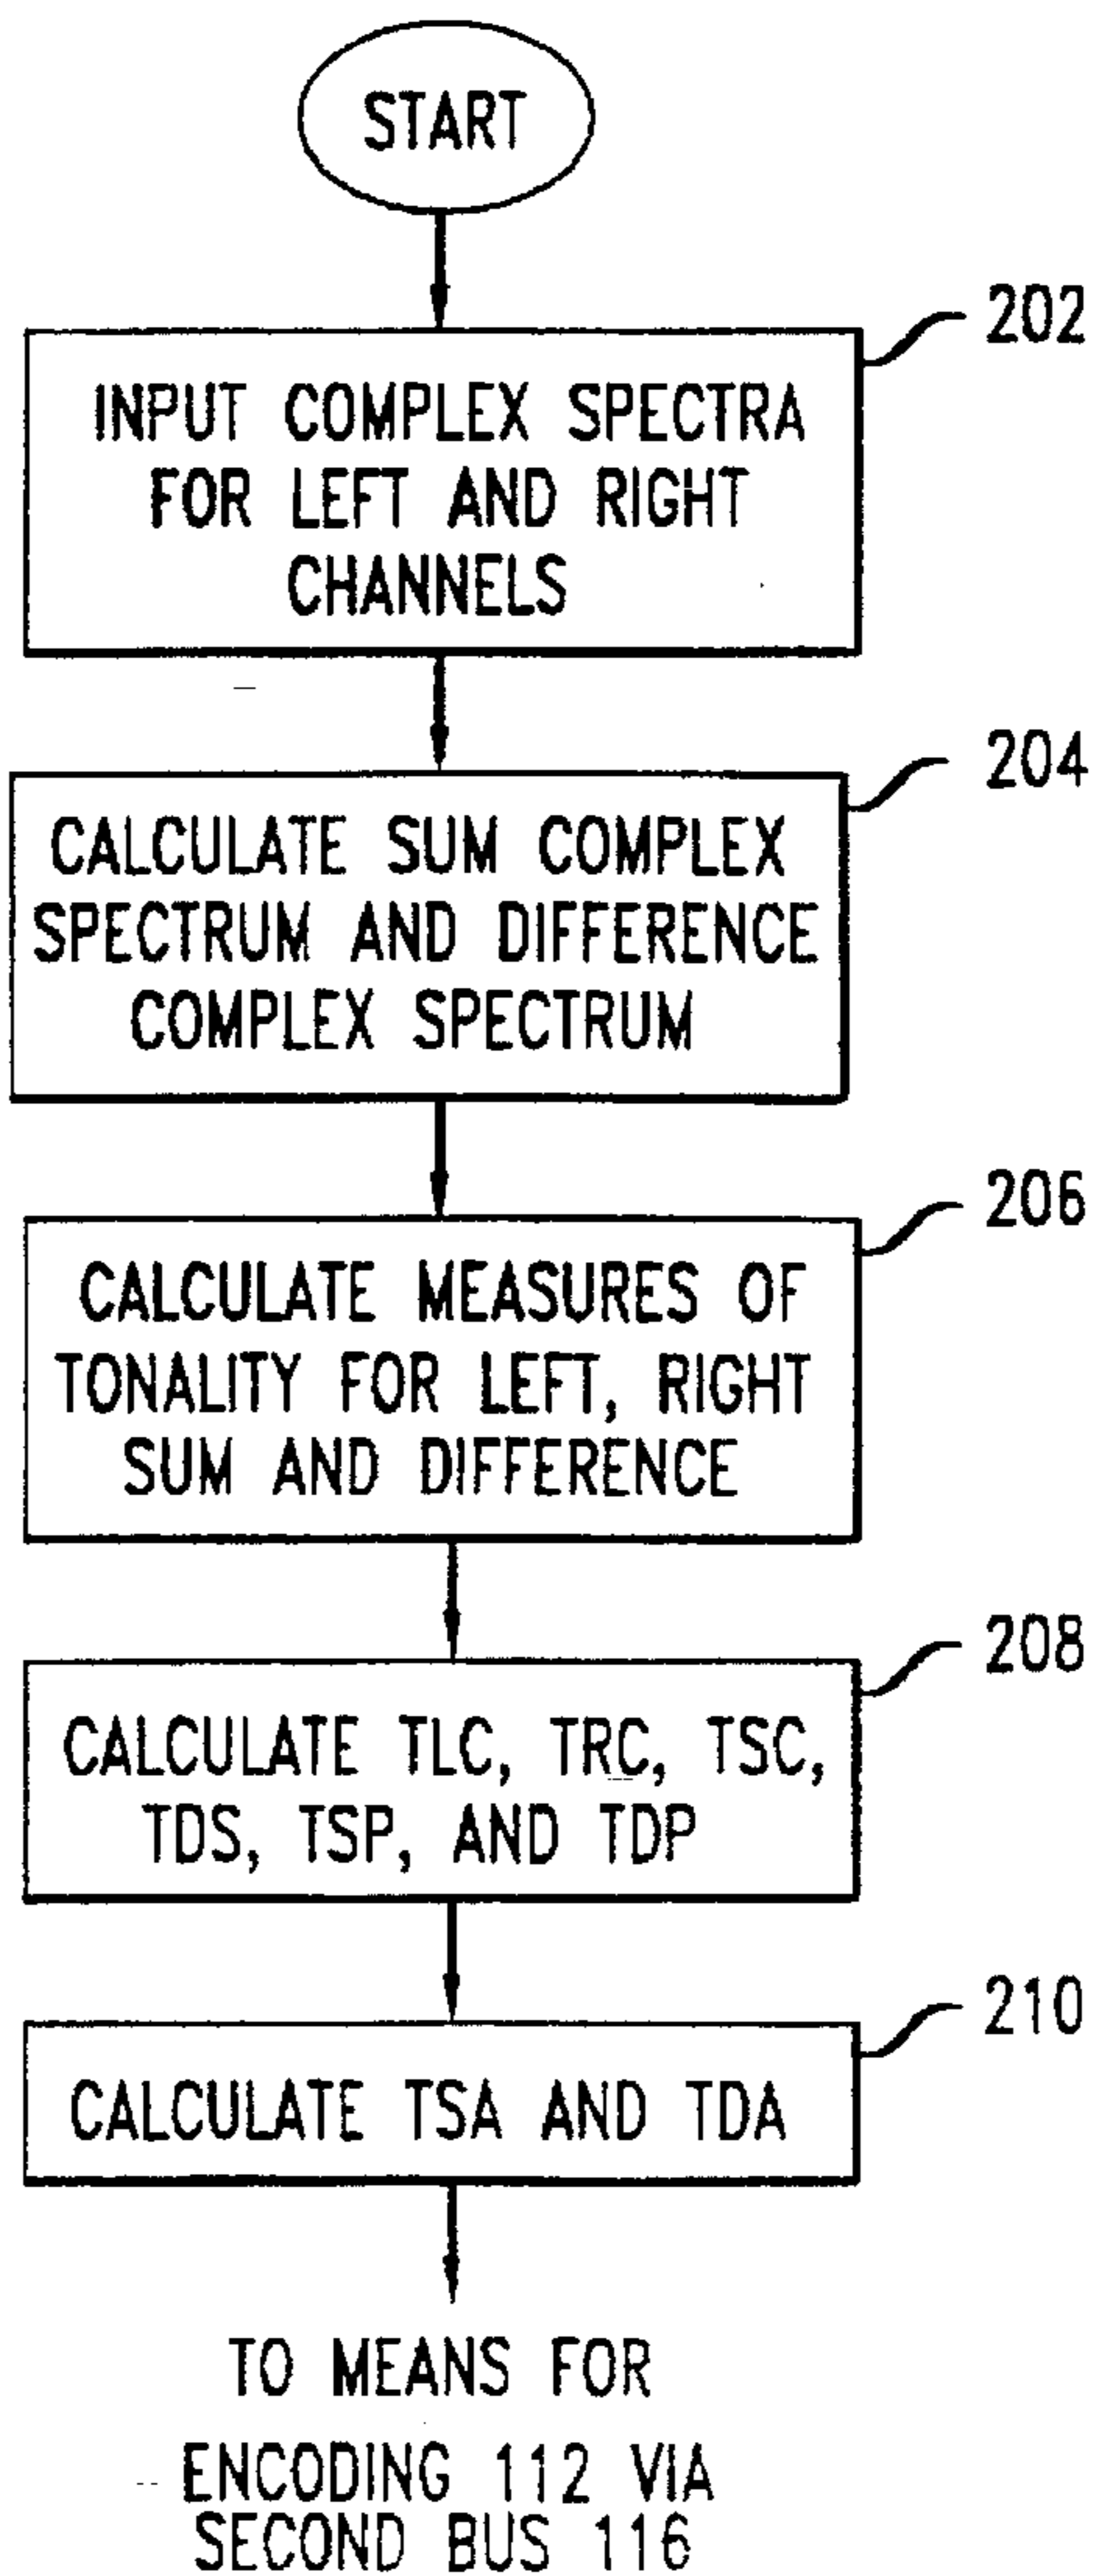 START
202
INPUT COMPLEX SPECTRA
FOR LEFT AND RIGHT
CHANNELS
204
CALCULATE SUM COMPLEX
SPECTRUM AND DIFFERENCE
COMPLEX SPECTRUM
206
CALCULATE MEASURES OF
TONALITY FOR LEFT, RIGHT
SUM AND DIFFERENCE
208
CALCULATE TLC, TRC, TSC,
TDS, TSP, AND TDP
210
CALCULATE TSA AND TDA
TO MEANS FOR
ENCODING 112 VIA
SECOND BUS 116